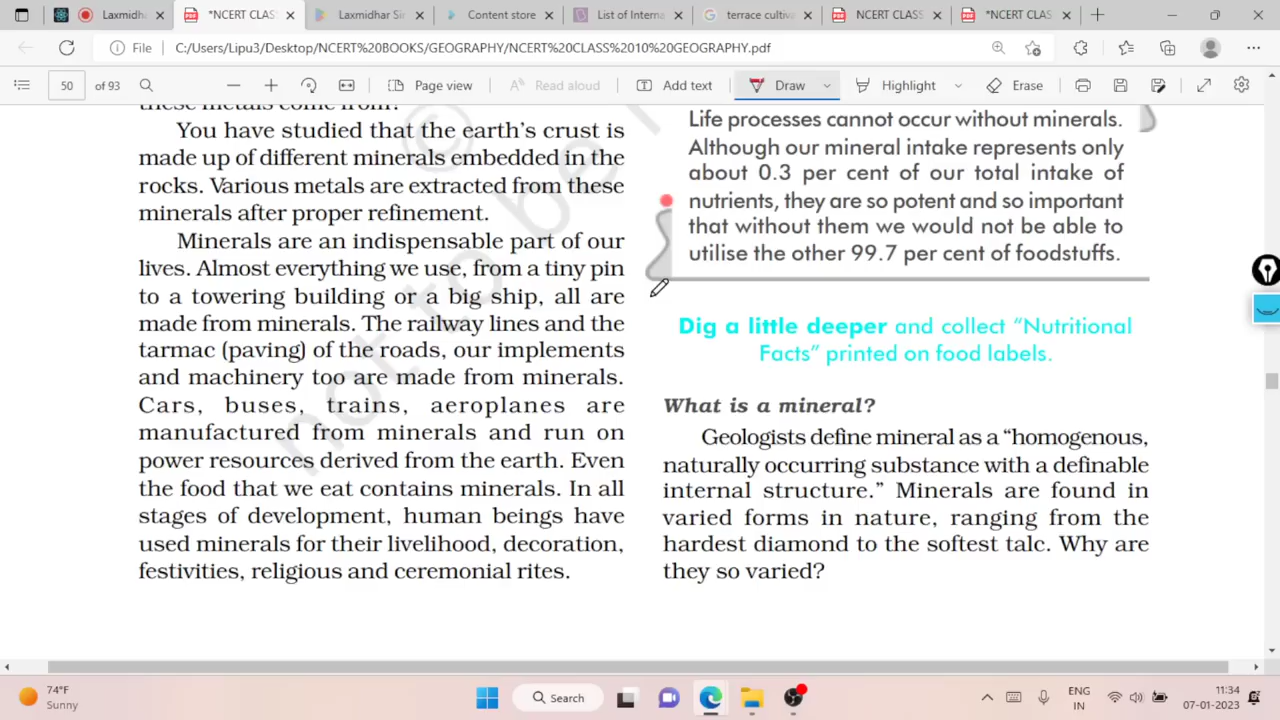 Laxmidh
*NCERT CLAS
Laxmidhar Sir
Content store
List of Interna
terrace cultiva
NCERT CLASS
*NCERT CLA
File
C:/Users/Lipu3/Desktop/NCERT%20BOOKS/GEOGRAPHY/NCERT%20CLASS%2010%20GEOGRAPHY.pdf
50 of 93
Page view
Read aloud
Add text
Draw
Highlight
Erase
these metals come from?
You have studied that the earth's crust is
made up of different minerals embedded in the
rocks. Various metals are extracted from these
minerals after proper refinement.
Minerals are an indispensable part of our
lives. Almost everything we use, from a tiny pin
to a towering building or a big ship, all are
made from minerals. The railway lines and the
tarmac (paving) of the roads, our implements
and machinery too are made from minerals.
Cars, buses, trains, aeroplanes are
manufactured from minerals and run on
power resources derived from the earth. Even
the food that we eat contains minerals. In all
stages of development, human beings have
used minerals for their livelihood, decoration,
festivities, religious and ceremonial rites.
© not to be
Life processes cannot occur without minerals.
Although our mineral intake represents only
about 0.3 per cent of our total intake of
nutrients, they are so potent and so important
that without them we would not be able to
utilise the other 99.7 per cent of foodstuffs.
Dig a little deeper and collect “Nutritional
Facts” printed on food labels.
What is a mineral?
Geologists define mineral as a “homogenous,
naturally occurring substance with a definable
internal structure.” Minerals are found in
varied forms in nature, ranging from the
hardest diamond to the softest talc. Why are
they so varied?
74°F
Sunny
Search
ENG
IN
11:34
07-01-2023